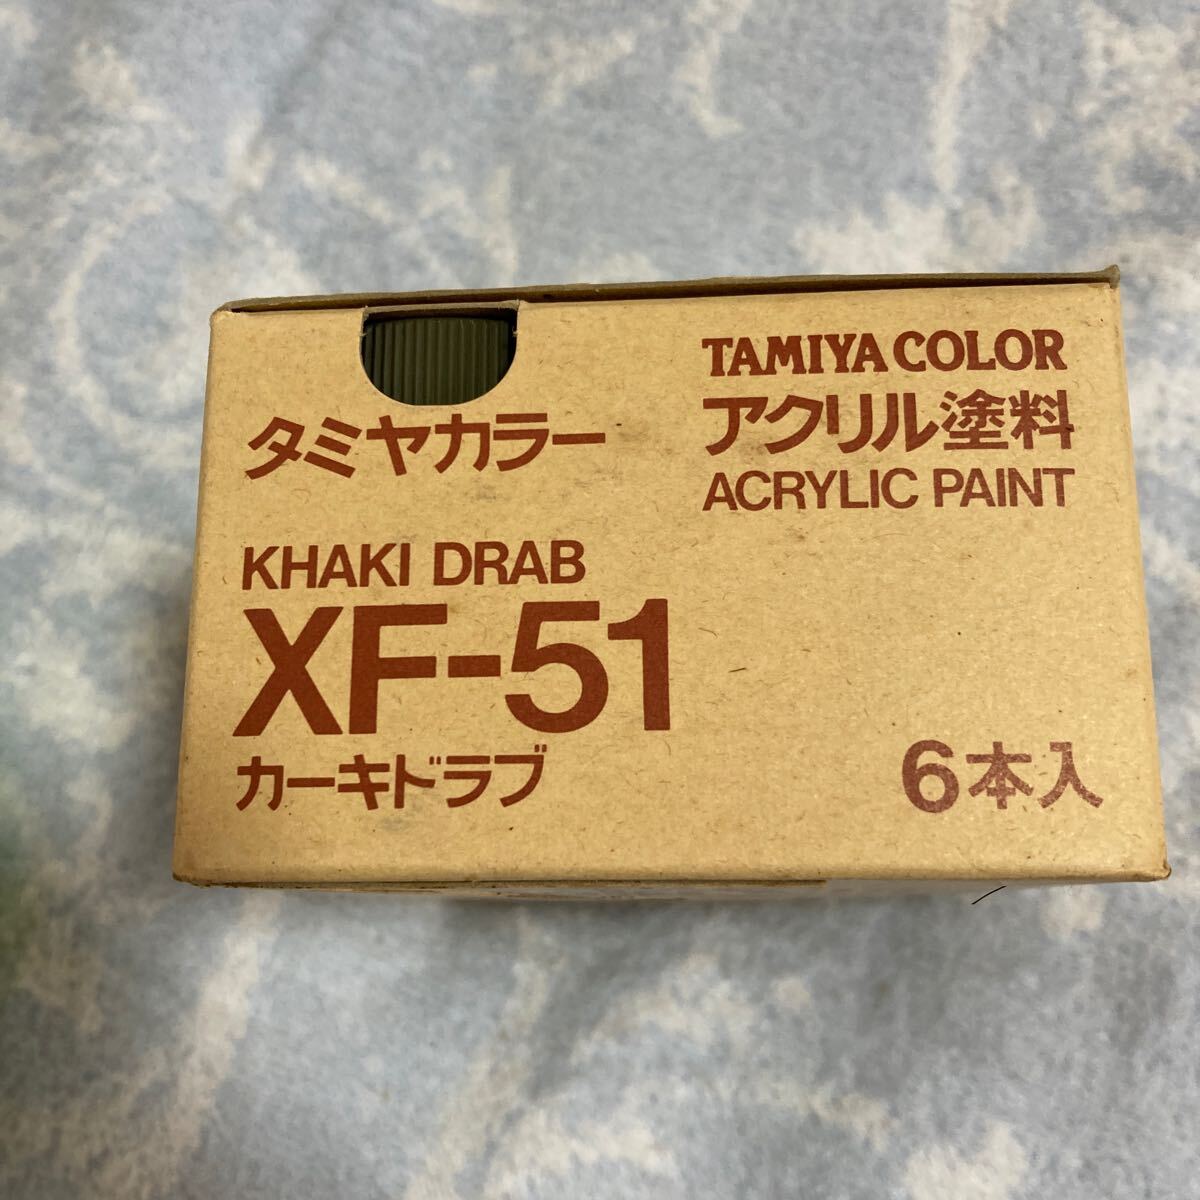 タミヤカラー
TAMIYA COLOR
アクリル塗料
ACRYLIC PAINT
KHAKI DRAB
XF-51
カーキドラブ
6本入